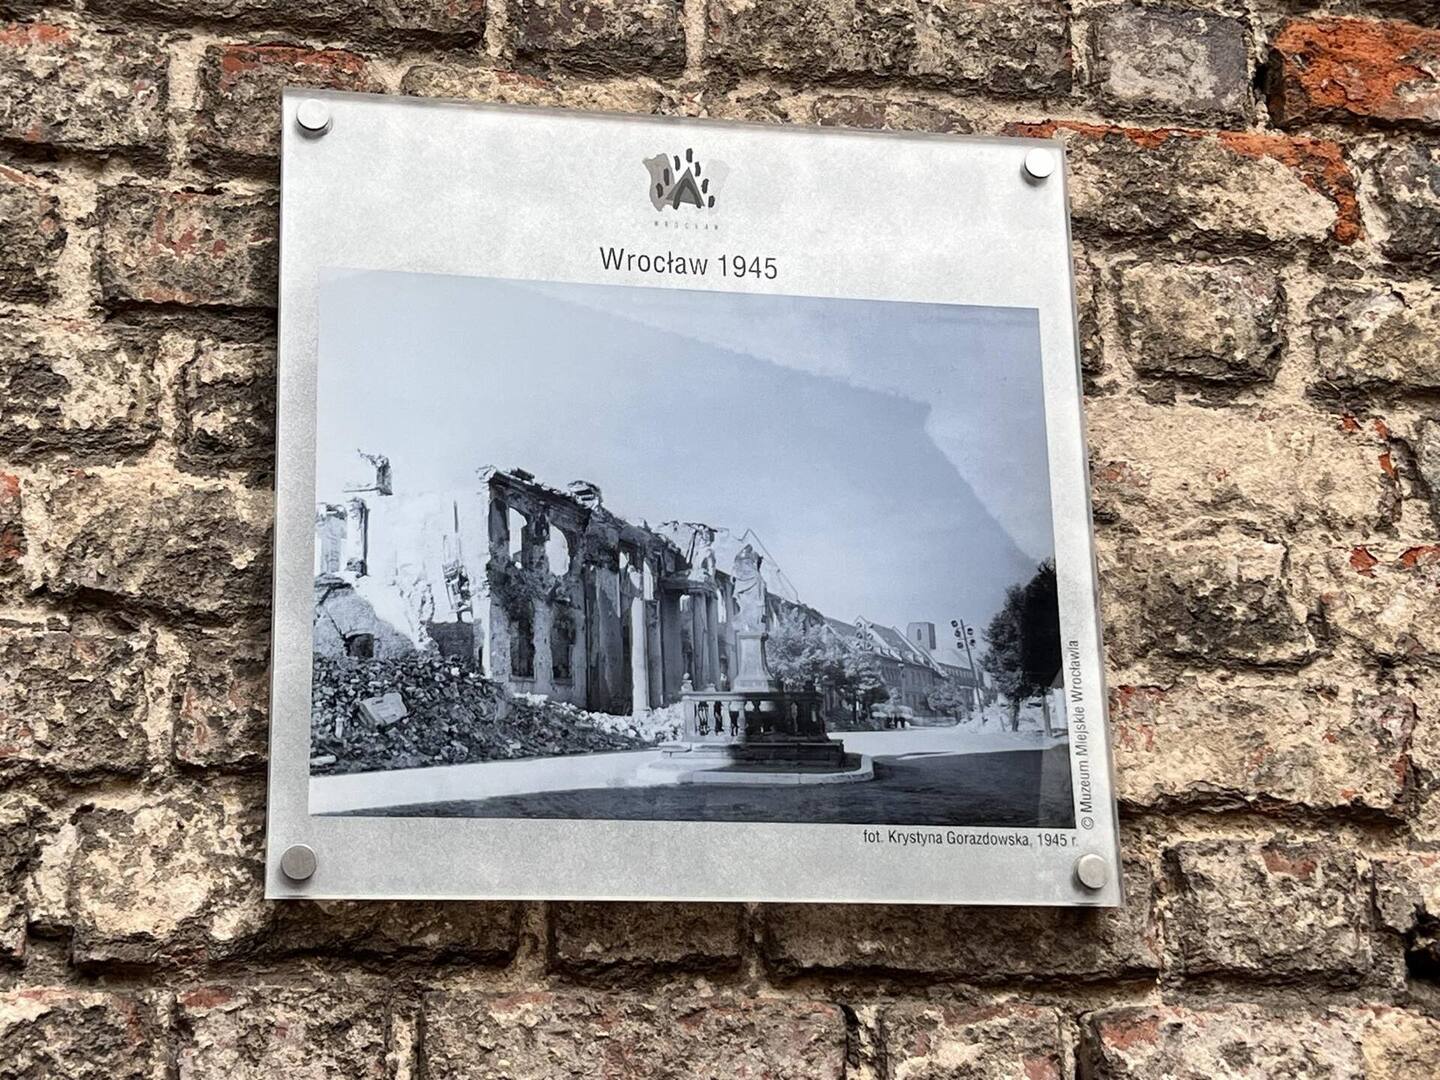 WROCŁAW
Wrocław 1945
© Muzeum Miejskie Wrocławia
fot. Krystyna Gorazdowska, 1945 r.